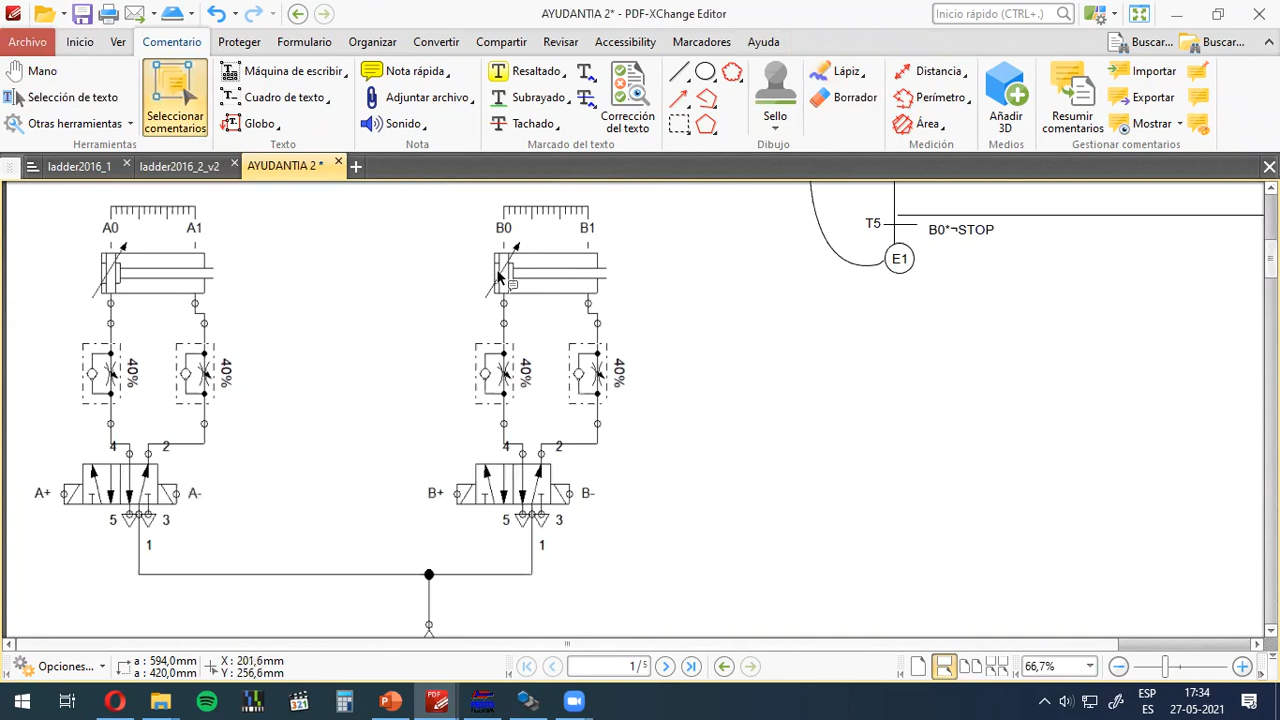 AYUDANTIA 2* - PDF-XChange Editor
Inicio rápido (CTRL+,)
Archivo Inicio Ver Comentario Proteger Formulario Organizar Convertir Compartir Revisar Accessibility Marcadores Ayuda Buscar... Buscar...
Mano
Selección de texto
Otras herramientas
Seleccionar comentarios
Herramientas
Máquina de escribir
Cuadro de texto
Globo
Texto
Nota rápida
Adjuntar archivo
Sonido
Nota
Resaltado
Subrayado
Tachado
Corrección del texto
Marcado del texto
Lápiz
Borrador
Sello
Dibujo
Distancia
Perímetro
Área
Medición
Añadir 3D
Medios
Resumir comentarios
Importar
Exportar
Mostrar
Gestionar comentarios
ladder2016_1 ladder2016_2_v2 AYUDANTIA 2 *
A0 A1 B0 B1
T5 B0*¬STOP
E1
40% 40% 40% 40%
4 2 4 2
A+ A- B+ B-
5 3 5 3
1 1
Opciones...
a : 594,0mm
a : 420,0mm
X : 201,6mm
Y : 256,6mm
1 / 5
66,7%
321
PDF
ESP
ES
17:34
27-05-2021